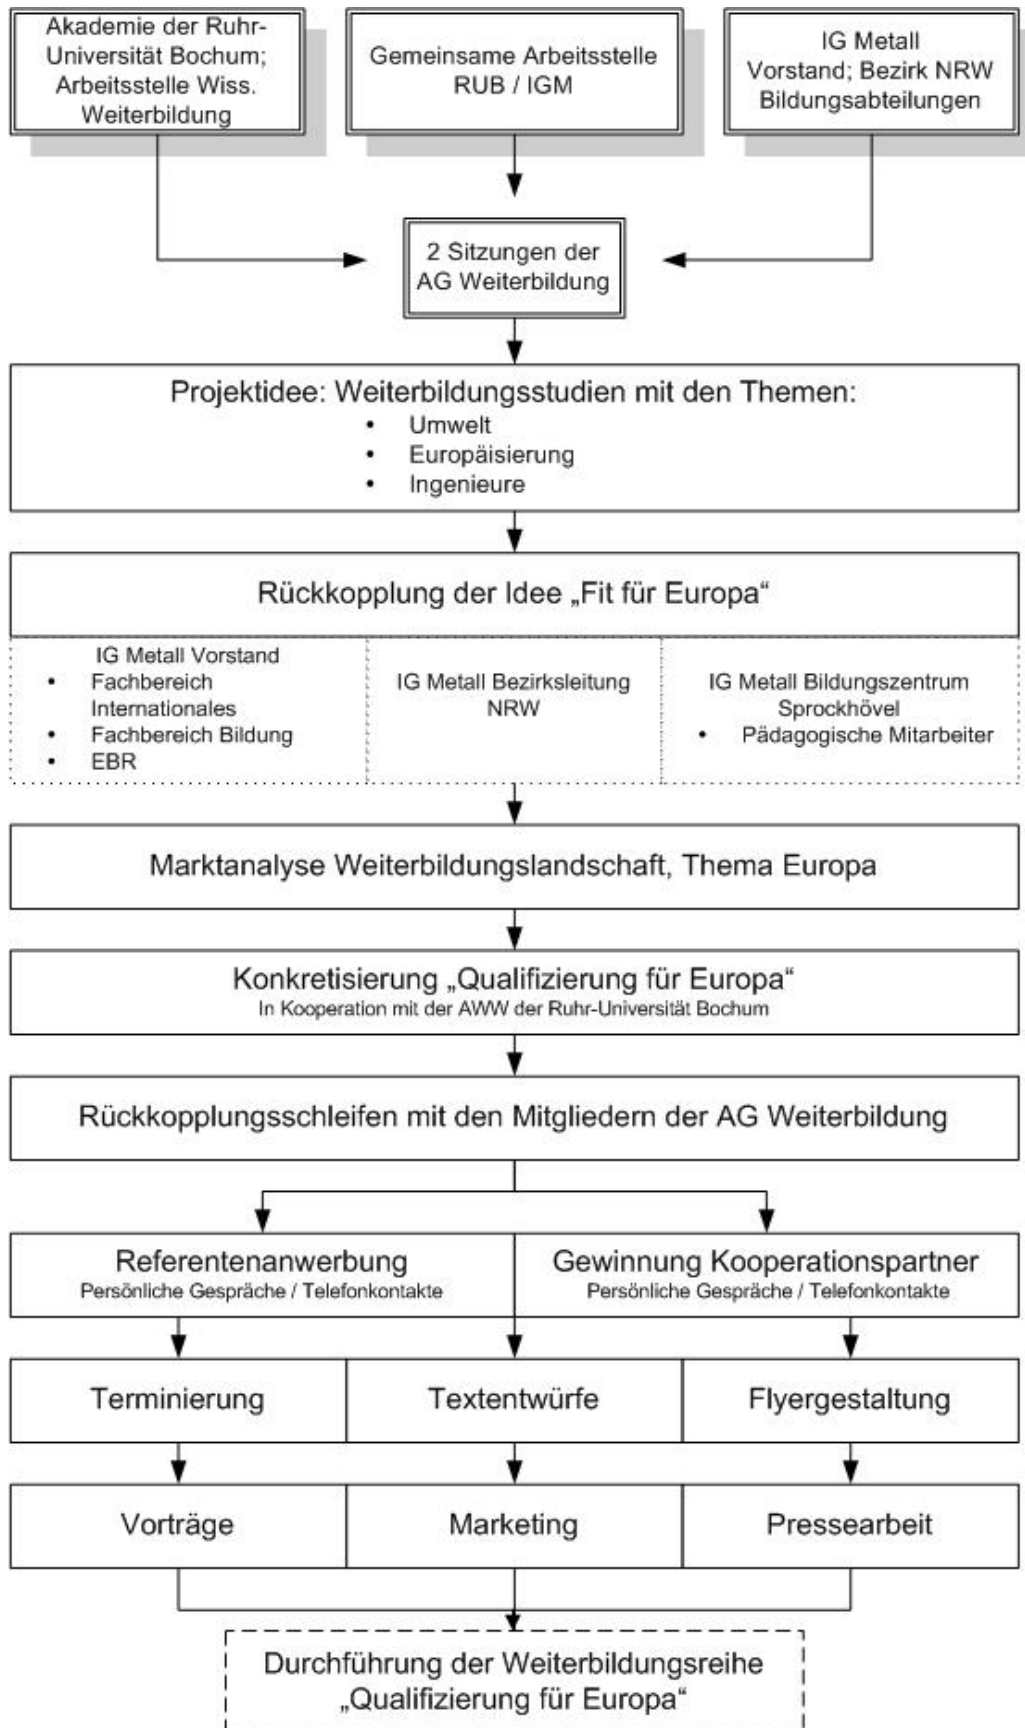 Akademie der Ruhr-
Universität Bochum;
Arbeitsstelle Wiss.
Weiterbildung
Gemeinsame Arbeitsstelle
RUB / IGM
IG Metall
Vorstand; Bezirk NRW
Bildungsabteilungen
2 Sitzungen der
AG Weiterbildung
Projektidee: Weiterbildungsstudien mit den Themen:
• Umwelt
• Europäisierung
• Ingenieure
Rückkopplung der Idee „Fit für Europa“
IG Metall Vorstand
• Fachbereich
Internationales
• Fachbereich Bildung
• EBR
IG Metall Bezirksleitung
NRW
IG Metall Bildungszentrum
Sprockhövel
• Pädagogische Mitarbeiter
Marktanalyse Weiterbildungslandschaft, Thema Europa
Konkretisierung „Qualifizierung für Europa“
In Kooperation mit der AWW der Ruhr-Universität Bochum
Rückkopplungsschleifen mit den Mitgliedern der AG Weiterbildung
Referentenanwerbung
Persönliche Gespräche / Telefonkontakte
Gewinnung Kooperationspartner
Persönliche Gespräche / Telefonkontakte
Terminierung
Textentwürfe
Flyergestaltung
Vorträge
Marketing
Pressearbeit
Durchführung der Weiterbildungsreihe
„Qualifizierung für Europa“